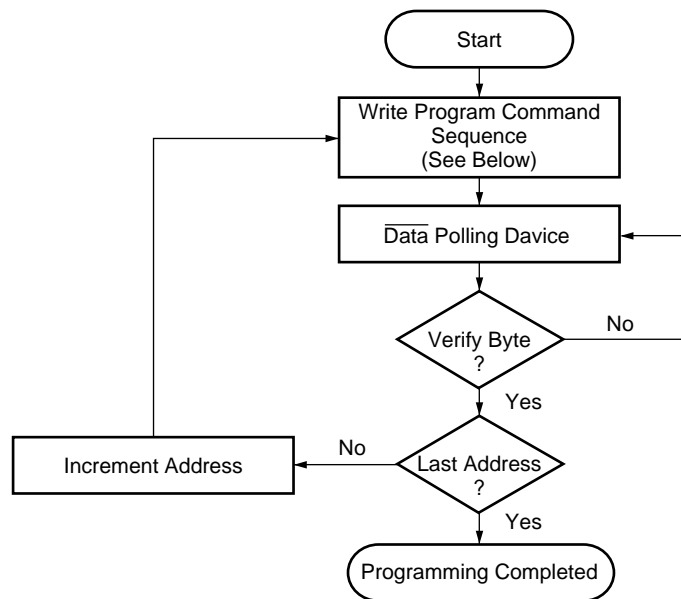 Start
Write Program Command
Sequence
(See Below)
Data Polling Davice
Verify Byte
?
No
Yes
Last Address
?
No
Increment Address
Yes
Programming Completed